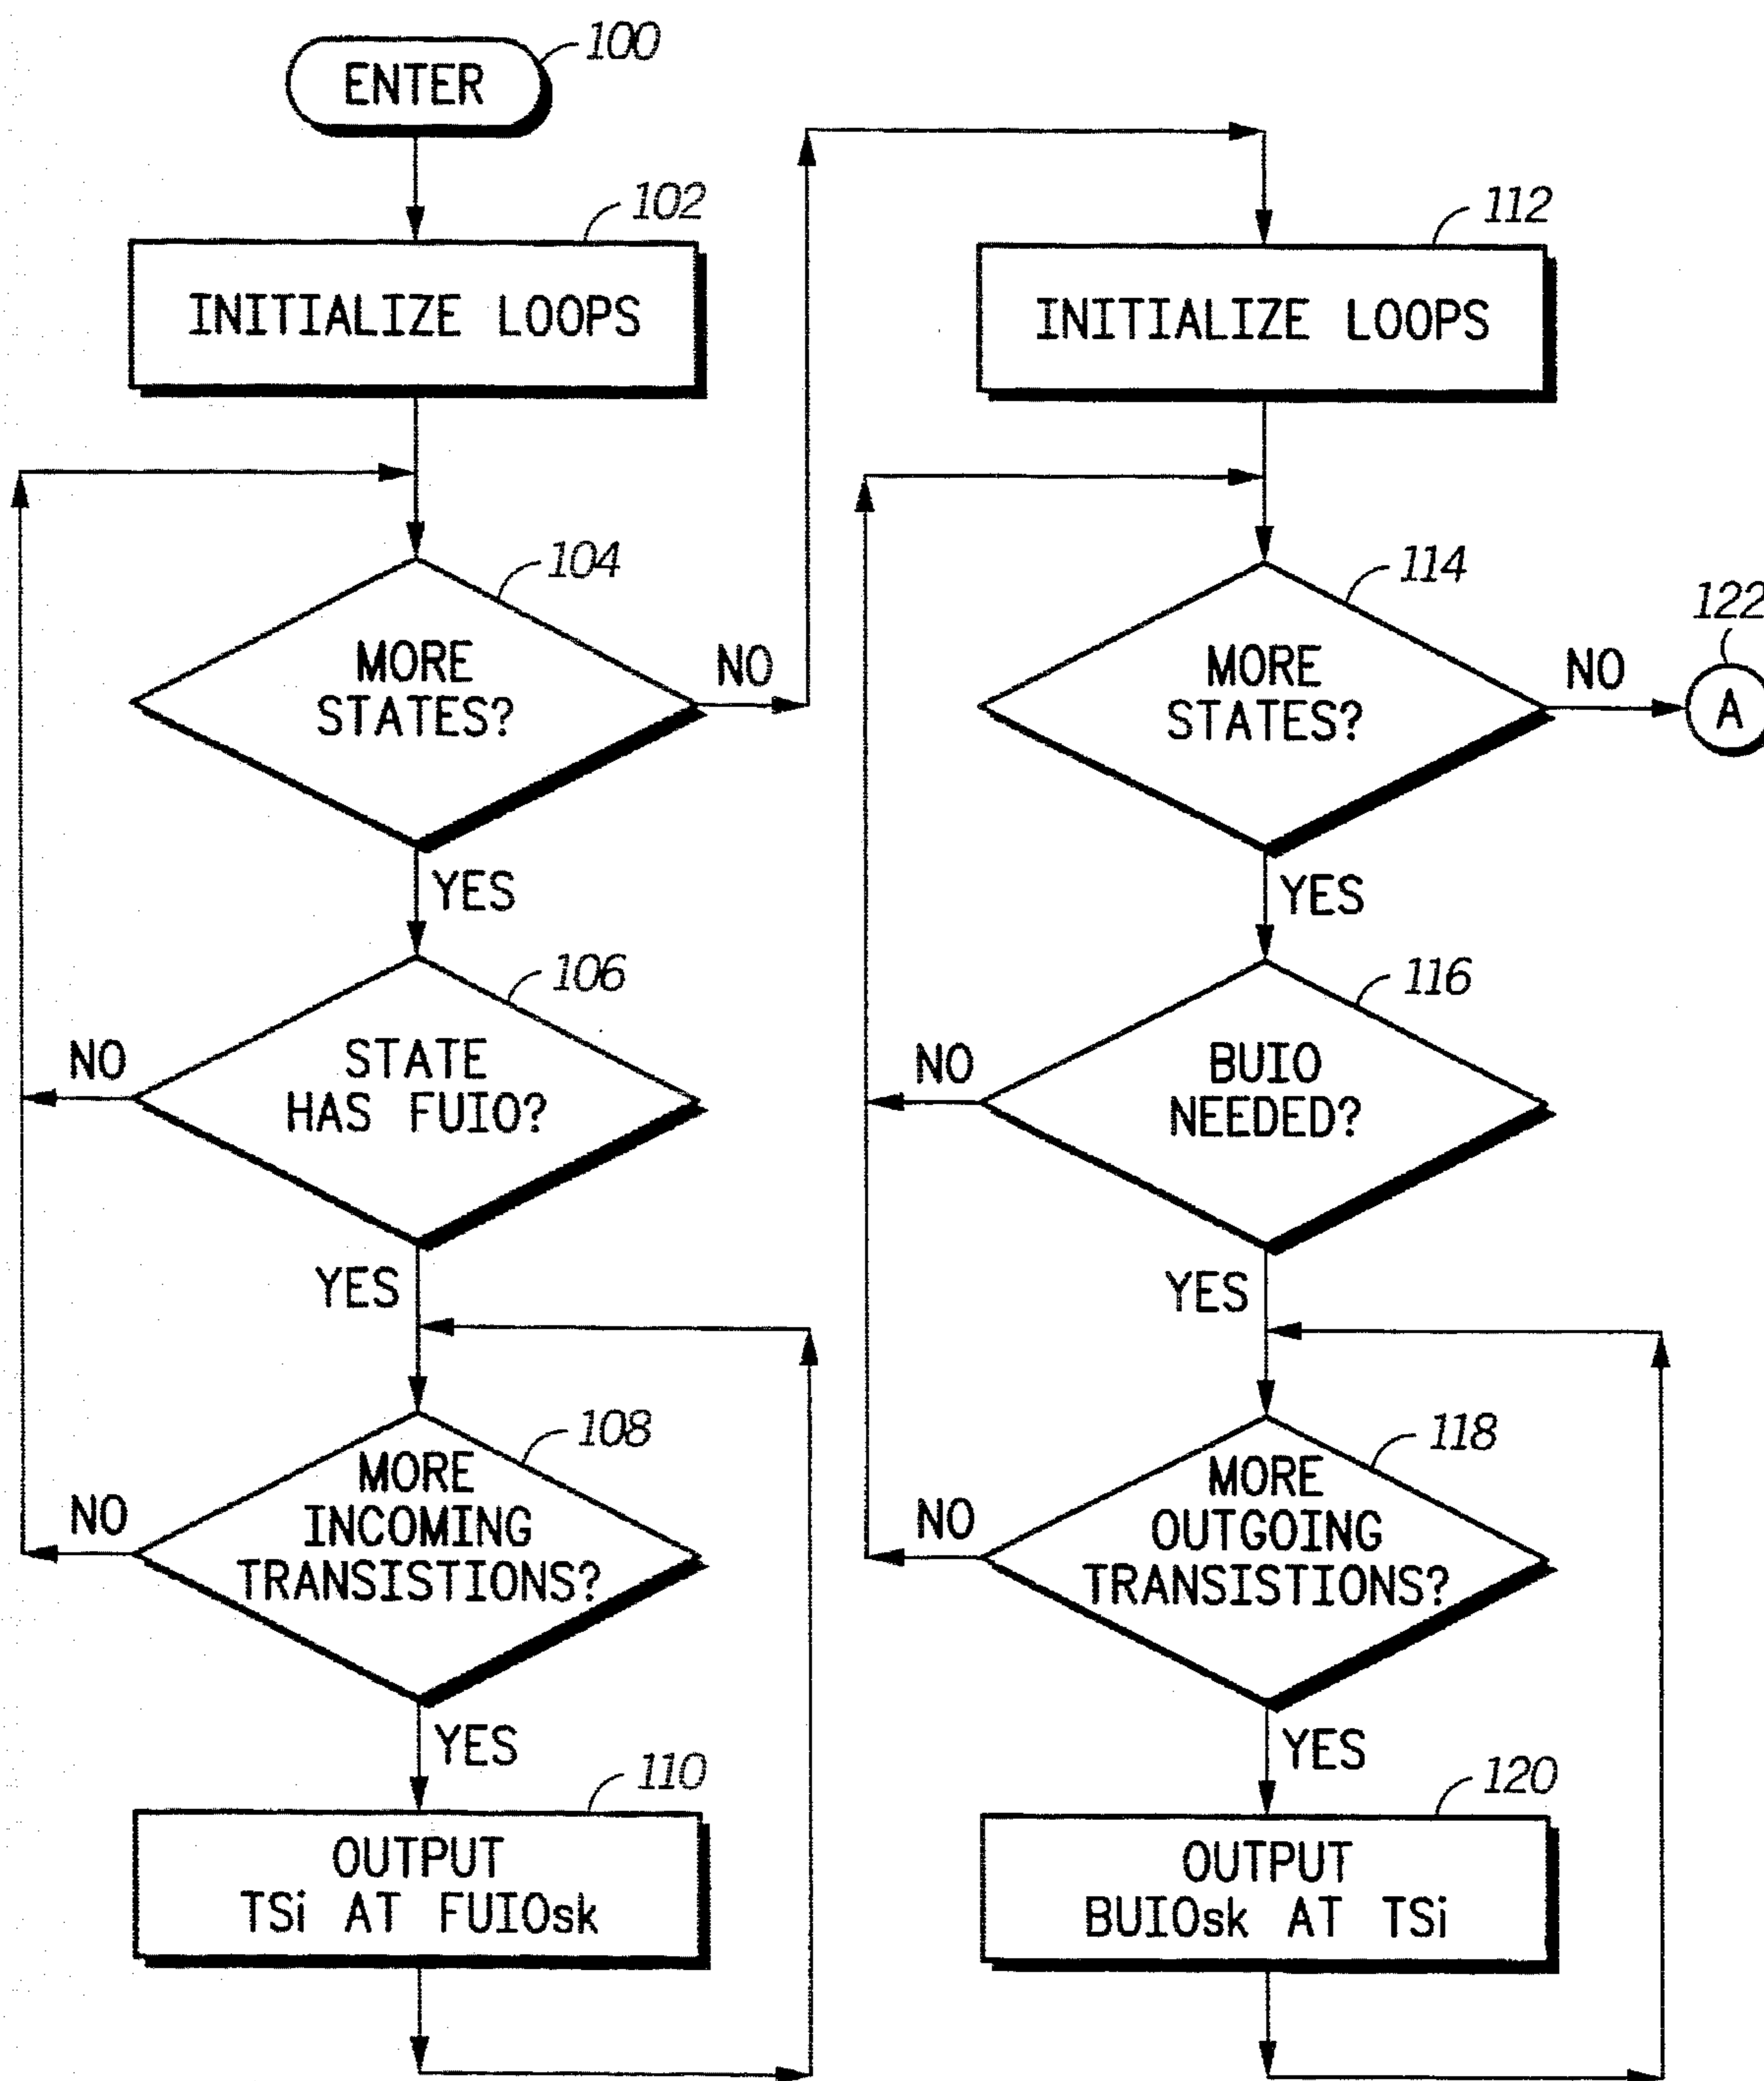 100
ENTER
102
INITIALIZE LOOPS
104
MORE
STATES?
NO
YES
106
STATE
HAS FUIO?
NO
YES
108
MORE
INCOMING
TRANSISTIONS?
NO
YES
110
OUTPUT
TSi AT FUIOsk
112
INITIALIZE LOOPS
114
MORE
STATES?
NO
122
A
YES
116
BUIO
NEEDED?
NO
YES
118
MORE
OUTGOING
TRANSISTIONS?
NO
YES
120
OUTPUT
BUIOsk AT TSi